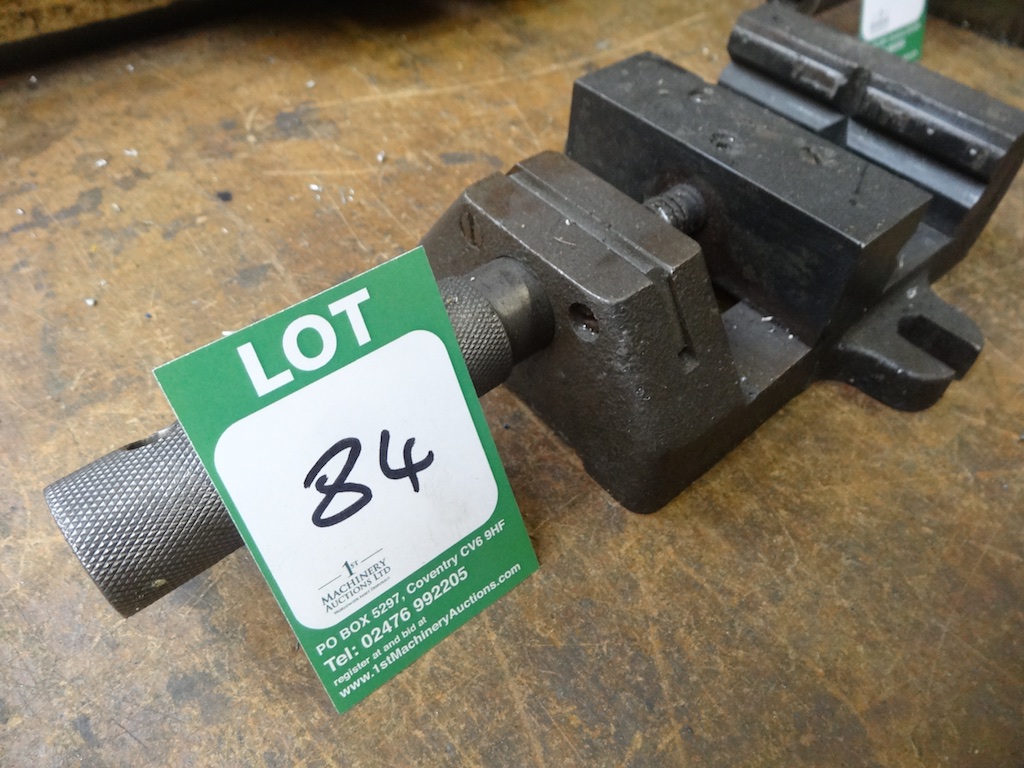 LOT
84
1ST
MACHINERY
AUCTIONS LTD
PO BOX 5297, Coventry CV6 9HF
Tel: 02476 992205
register at and bid at
www.1stMachineryAuctions.com